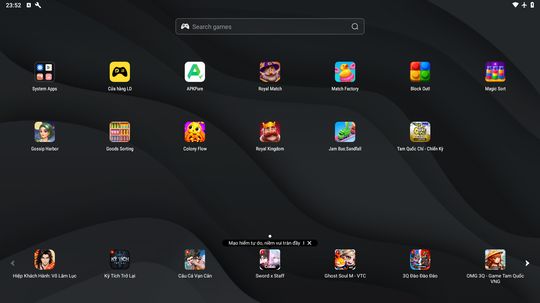 23:52
Search games
System Apps
Cửa hàng LD
APKPure
Royal Match
Match Factory
Block Out!
Magic Sort
Gossip Harbor
Goods Sorting
Colony Flow
Royal Kingdom
Jam Bus:Sandfall
Tam Quốc Chí - Chiến Ký
Mạo hiểm tự do, niềm vui tràn đầy
Hiệp Khách Hành: Võ Lâm Lục
Kỳ Tích Trở Lại
Câu Cá Vạn Cân
Sword x Staff
Ghost Soul M - VTC
3Q Đào Đào Đào
OMG 3Q - Game Tam Quốc
VNG